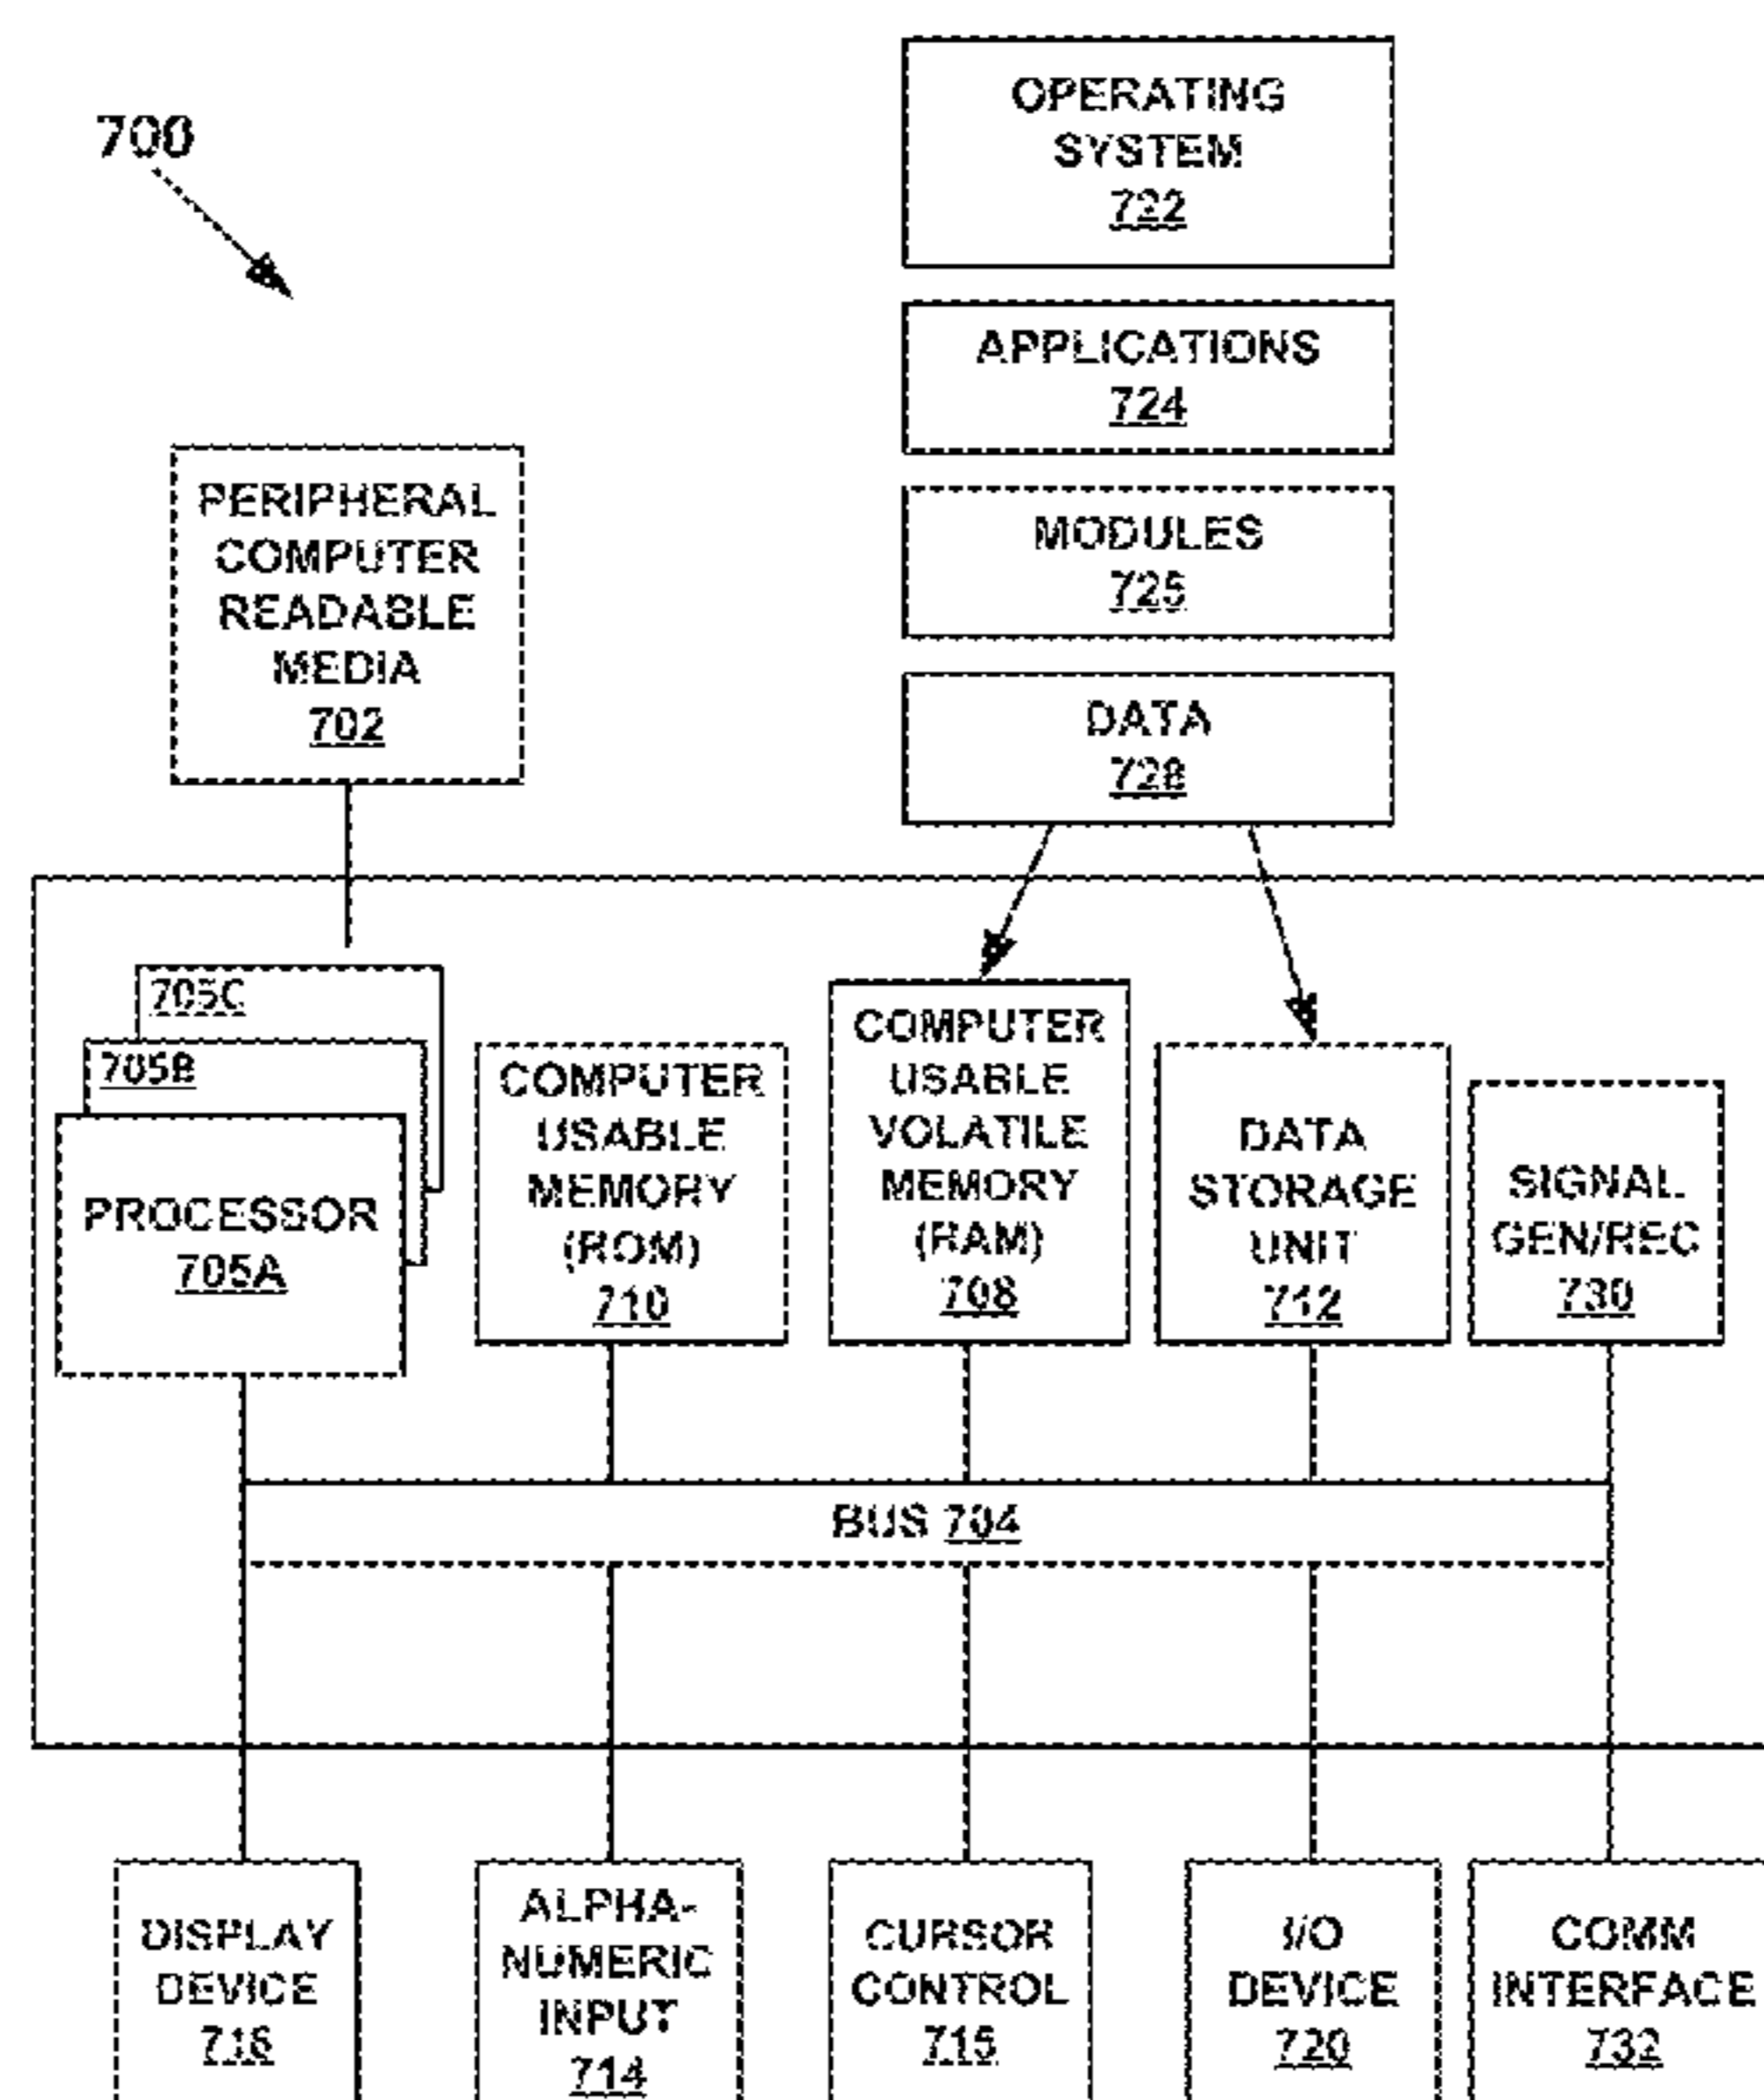 700
OPERATING
SYSTEM
722
APPLICATIONS
724
MODULES
725
DATA
728
PERIPHERAL
COMPUTER
READABLE
MEDIA
702
705C
705B
PROCESSOR
705A
COMPUTER
USABLE
MEMORY
(ROM)
710
COMPUTER
USABLE
VOLATILE
MEMORY
(RAM)
708
DATA
STORAGE
UNIT
712
SIGNAL
GEN/REC
730
BUS 704
DISPLAY
DEVICE
716
ALPHA-
NUMERIC
INPUT
714
CURSOR
CONTROL
715
I/O
DEVICE
720
COMM
INTERFACE
732